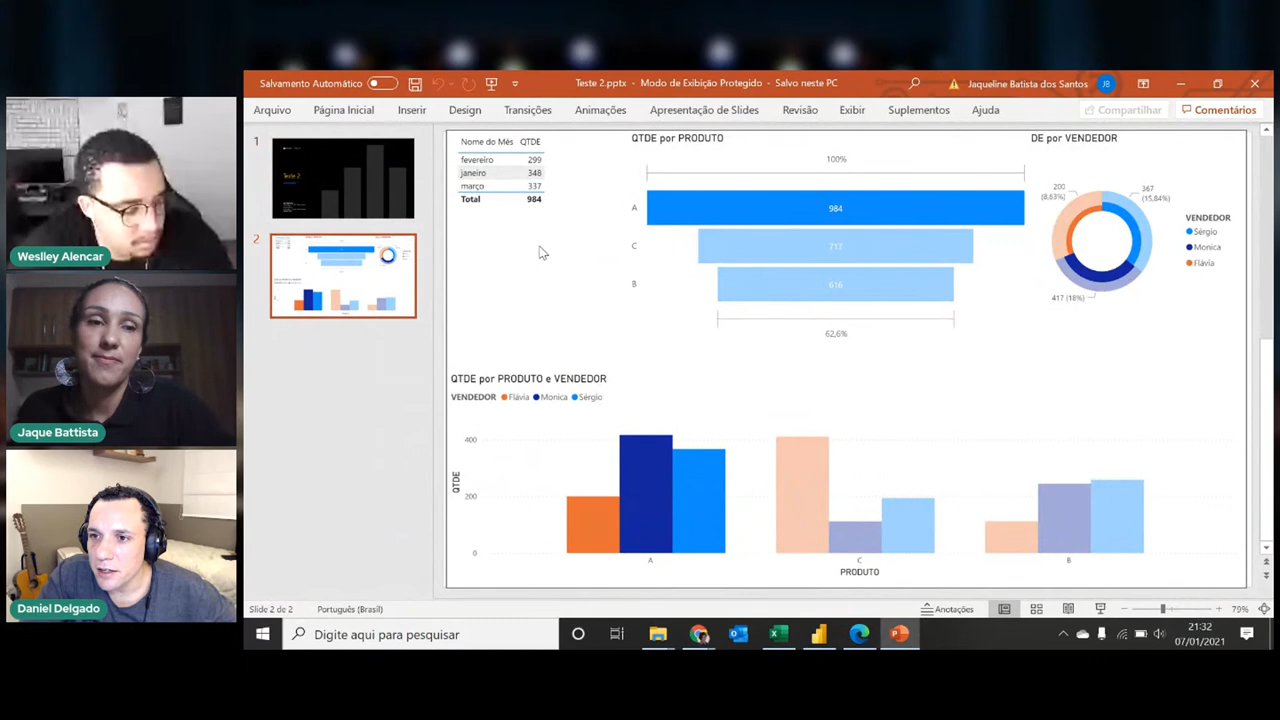 Salvamento Automático
Teste 2.pptx - Modo de Exibição Protegido - Salvo neste PC
Jaqueline Batista dos Santos
JB
Arquivo
Página Inicial
Inserir
Design
Transições
Animações
Apresentação de Slides
Revisão
Exibir
Suplementos
Ajuda
Compartilhar
Comentários
Weslley Alencar
Jaque Battista
Daniel Delgado
1
Teste 2
2
Nome do Mês QTDE
fevereiro 299
janeiro 348
março 337
Total 984
QTDE por PRODUTO
100%
A 984
C 712
B 616
62,6%
DE por VENDEDOR
200
(8,63%)
367
(15,84%)
417 (18%)
VENDEDOR
Sérgio
Monica
Flávia
QTDE por PRODUTO e VENDEDOR
VENDEDOR Flávia Monica Sérgio
QTDE
400
200
0
A C B
PRODUTO
Slide 2 de 2
Português (Brasil)
Anotações
79%
Digite aqui para pesquisar
21:32
07/01/2021